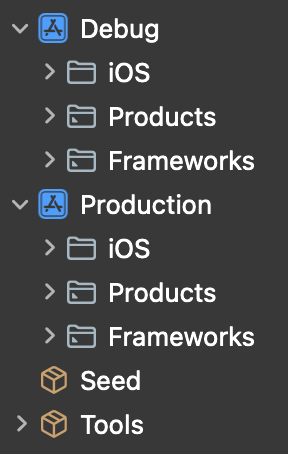 Debug
iOS
Products
Frameworks
Production
iOS
Products
Frameworks
Seed
Tools